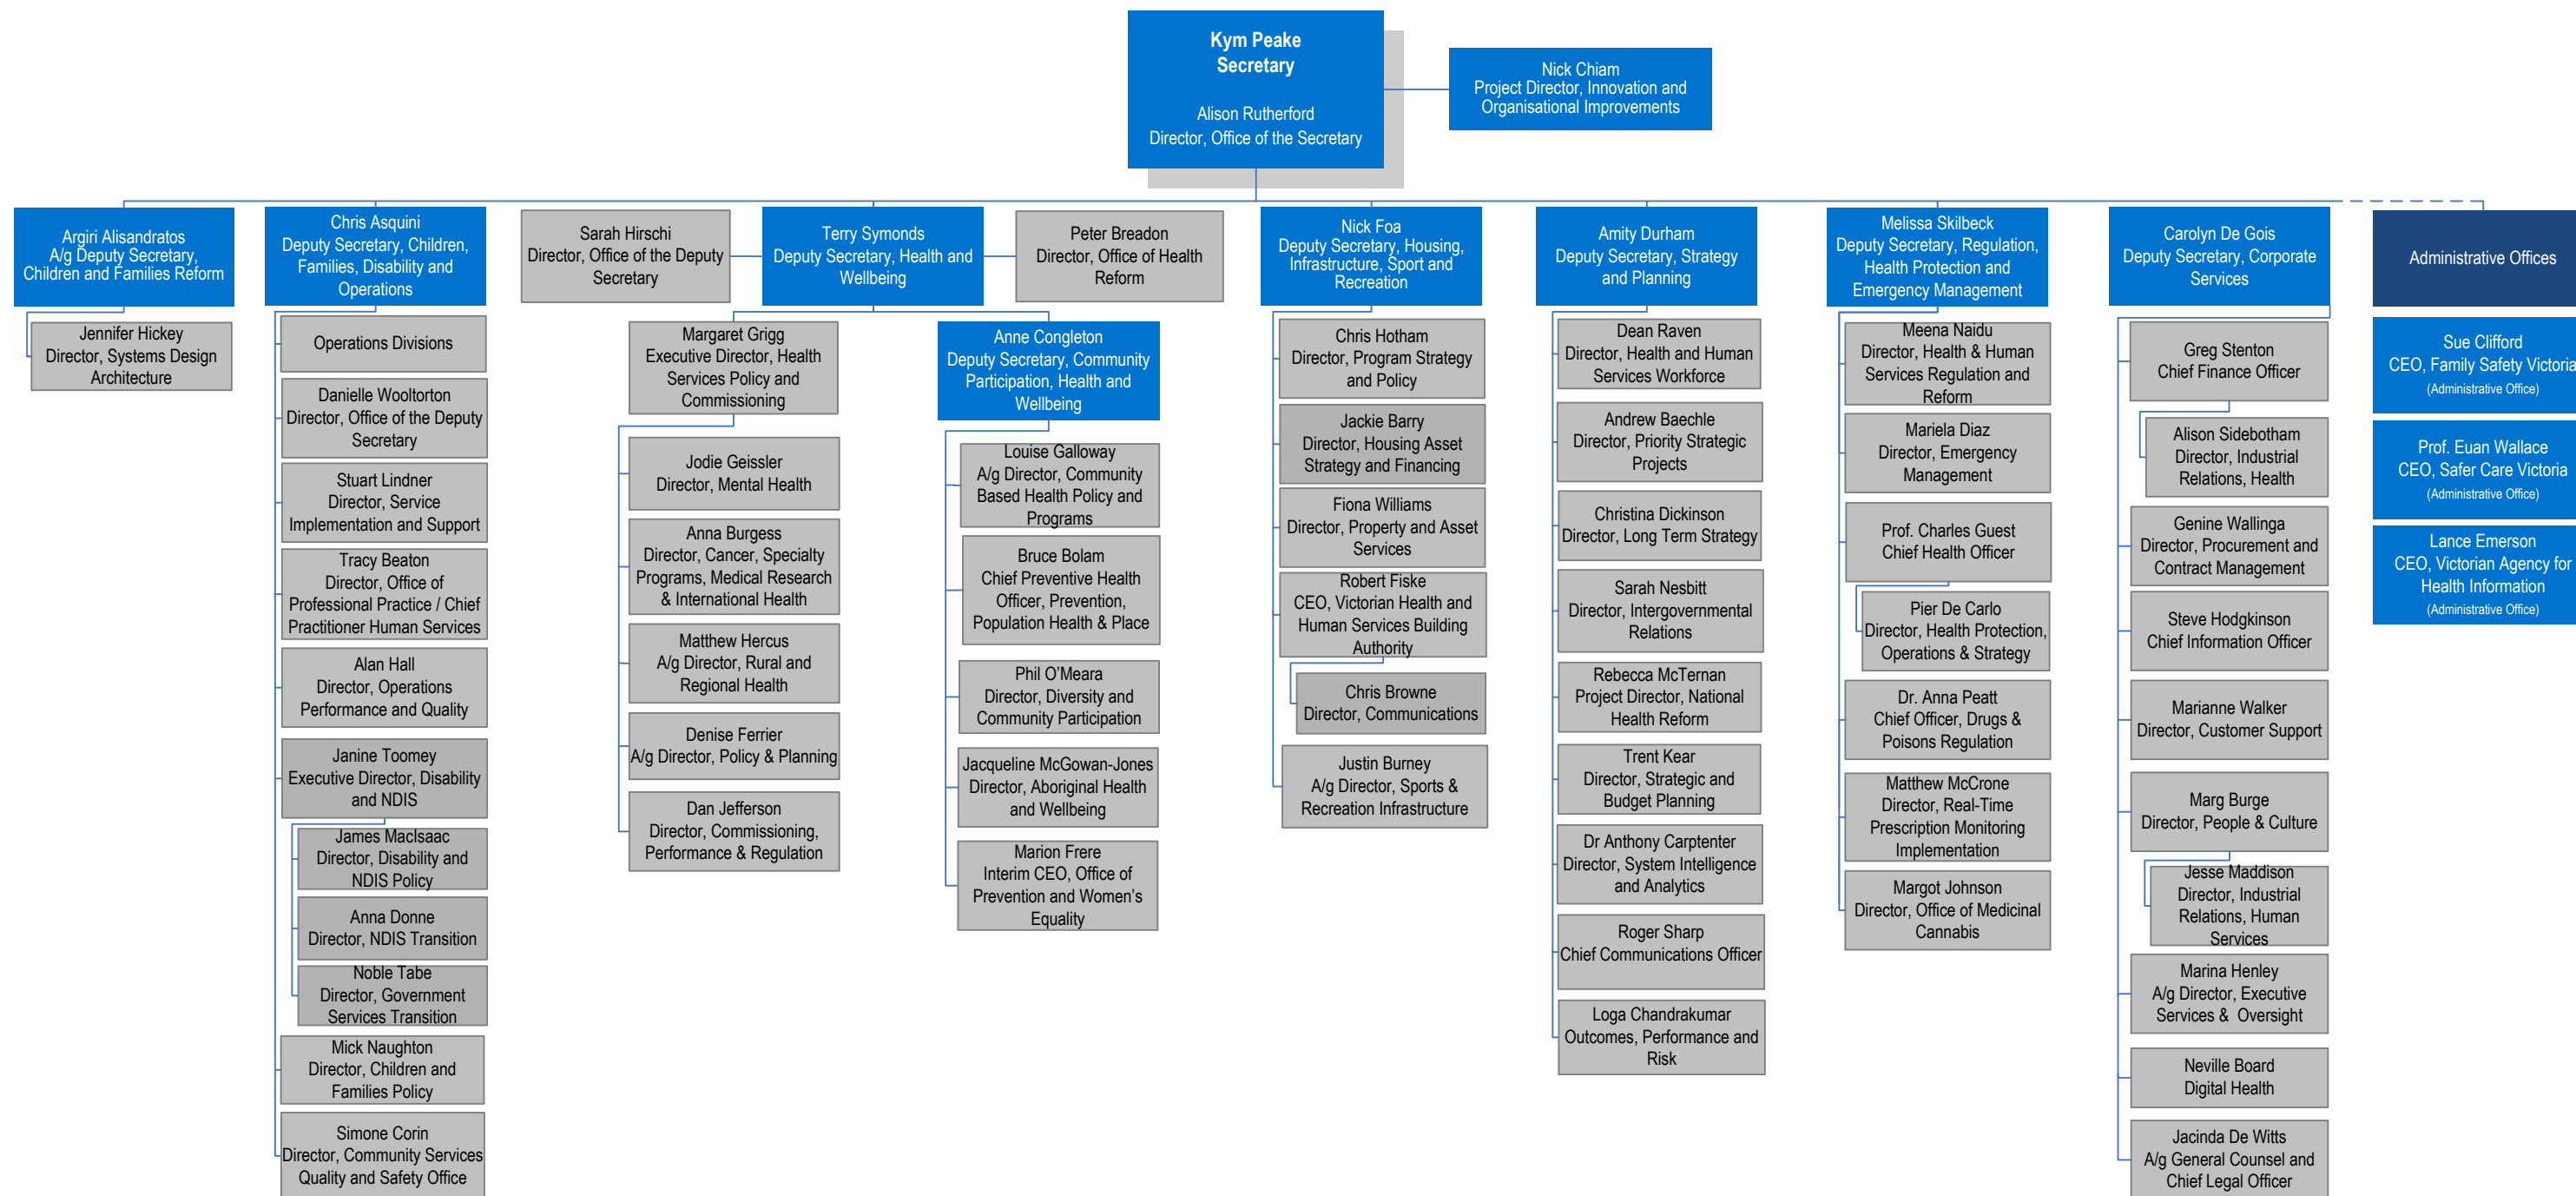 Kym Peake
Secretary
Alison Rutherford
Director, Office of the Secretary
Nick Chiam
Project Director, Innovation and
Organisational Improvements
Argiri Alisandratos
A/g Deputy Secretary,
Children and Families Reform
Jennifer Hickey
Director, Systems Design
Architecture
Chris Asquini
Deputy Secretary, Children,
Families, Disability and
Operations
Operations Divisions
Danielle Wooltorton
Director, Office of the Deputy
Secretary
Stuart Lindner
Director, Service
Implementation and Support
Tracy Beaton
Director, Office of
Professional Practice / Chief
Practitioner Human Services
Alan Hall
Director, Operations
Performance and Quality
Janine Toomey
Executive Director, Disability
and NDIS
James MacIsaac
Director, Disability and
NDIS Policy
Anna Donne
Director, NDIS Transition
Noble Tabe
Director, Government
Services Transition
Mick Naughton
Director, Children and
Families Policy
Simone Corin
Director, Community Services
Quality and Safety Office
Sarah Hirschi
Director, Office of the Deputy
Secretary
Terry Symonds
Deputy Secretary, Health and
Wellbeing
Peter Breadon
Director, Office of Health
Reform
Margaret Grigg
Executive Director, Health
Services Policy and
Commissioning
Jodie Geissler
Director, Mental Health
Anna Burgess
Director, Cancer, Specialty
Programs, Medical Research
& International Health
Matthew Hercus
A/g Director, Rural and
Regional Health
Denise Ferrier
A/g Director, Policy & Planning
Dan Jefferson
Director, Commissioning,
Performance & Regulation
Anne Congleton
Deputy Secretary, Community
Participation, Health and
Wellbeing
Louise Galloway
A/g Director, Community
Based Health Policy and
Programs
Bruce Bolam
Chief Preventive Health
Officer, Prevention,
Population Health & Place
Phil O'Meara
Director, Diversity and
Community Participation
Jacqueline McGowan-Jones
Director, Aboriginal Health
and Wellbeing
Marion Frere
Interim CEO, Office of
Prevention and Women's
Equality
Nick Foa
Deputy Secretary, Housing,
Infrastructure, Sport and
Recreation
Chris Hotham
Director, Program Strategy
and Policy
Jackie Barry
Director, Housing Asset
Strategy and Financing
Fiona Williams
Director, Property and Asset
Services
Robert Fiske
CEO, Victorian Health and
Human Services Building
Authority
Chris Browne
Director, Communications
Justin Burney
A/g Director, Sports &
Recreation Infrastructure
Amity Durham
Deputy Secretary, Strategy
and Planning
Dean Raven
Director, Health and Human
Services Workforce
Andrew Baechle
Director, Priority Strategic
Projects
Christina Dickinson
Director, Long Term Strategy
Sarah Nesbitt
Director, Intergovernmental
Relations
Rebecca McTernan
Project Director, National
Health Reform
Trent Kear
Director, Strategic and
Budget Planning
Dr Anthony Carptenter
Director, System Intelligence
and Analytics
Roger Sharp
Chief Communications Officer
Loga Chandrakumar
Outcomes, Performance and
Risk
Melissa Skilbeck
Deputy Secretary, Regulation,
Health Protection and
Emergency Management
Meena Naidu
Director, Health & Human
Services Regulation and
Reform
Mariela Diaz
Director, Emergency
Management
Prof. Charles Guest
Chief Health Officer
Pier De Carlo
Director, Health Protection,
Operations & Strategy
Dr. Anna Peatt
Chief Officer, Drugs &
Poisons Regulation
Matthew McCrone
Director, Real-Time
Prescription Monitoring
Implementation
Margot Johnson
Director, Office of Medicinal
Cannabis
Carolyn De Gois
Deputy Secretary, Corporate
Services
Greg Stenton
Chief Finance Officer
Alison Sidebotham
Director, Industrial
Relations, Health
Genine Wallinga
Director, Procurement and
Contract Management
Steve Hodgkinson
Chief Information Officer
Marianne Walker
Director, Customer Support
Marg Burge
Director, People & Culture
Jesse Maddison
Director, Industrial
Relations, Human
Services
Marina Henley
A/g Director, Executive
Services & Oversight
Neville Board
Digital Health
Jacinda De Witts
A/g General Counsel and
Chief Legal Officer
Administrative Offices
Sue Clifford
CEO, Family Safety Victoria
(Administrative Office)
Prof. Euan Wallace
CEO, Safer Care Victoria
(Administrative Office)
Lance Emerson
CEO, Victorian Agency for
Health Information
(Administrative Office)